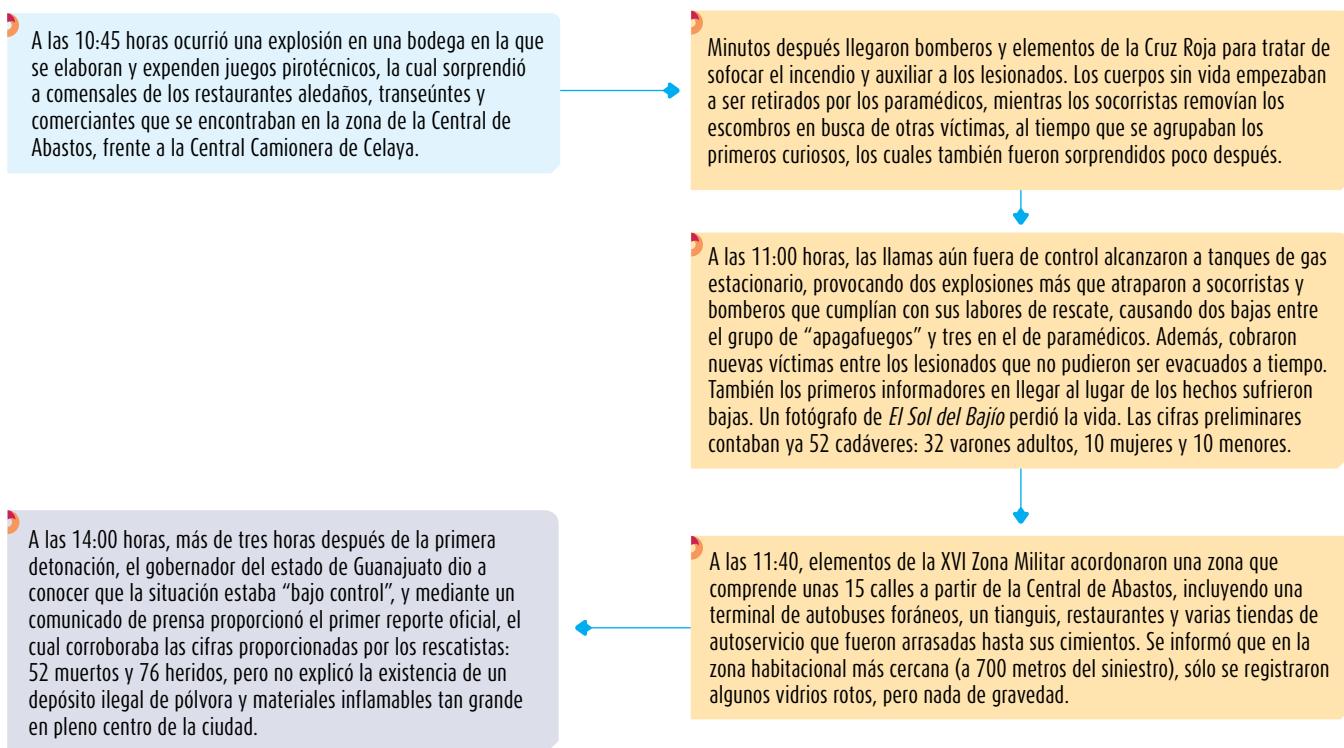 A las 10:45 horas ocurrió una explosión en una bodega en la que
se elaboran y expenden juegos pirotécnicos, la cual sorprendió
a comensales de los restaurantes aledaños, transeúntes y
comerciantes que se encontraban en la zona de la Central de
Abastos, frente a la Central Camionera de Celaya.
Minutos después llegaron bomberos y elementos de la Cruz Roja para tratar de
sofocar el incendio y auxiliar a los lesionados. Los cuerpos sin vida empezaban
a ser retirados por los paramédicos, mientras los socorristas removían los
escombros en busca de otras víctimas, al tiempo que se agrupaban los
primeros curiosos, los cuales también fueron sorprendidos poco después.
A las 11:00 horas, las llamas aún fuera de control alcanzaron a tanques de gas
estacionario, provocando dos explosiones más que atraparon a socorristas y
bomberos que cumplían con sus labores de rescate, causando dos bajas entre
el grupo de “apagafuegos” y tres en el de paramédicos. Además, cobraron
nuevas víctimas entre los lesionados que no pudieron ser evacuados a tiempo.
También los primeros informadores en llegar al lugar de los hechos sufrieron
bajas. Un fotógrafo de El Sol del Bajío perdió la vida. Las cifras preliminares
contaban ya 52 cadáveres: 32 varones adultos, 10 mujeres y 10 menores.
A las 11:40, elementos de la XVI Zona Militar acordonaron una zona que
comprende unas 15 calles a partir de la Central de Abastos, incluyendo una
terminal de autobuses foráneos, un tianguis, restaurantes y varias tiendas de
autoservicio que fueron arrasadas hasta sus cimientos. Se informó que en la
zona habitacional más cercana (a 700 metros del siniestro), sólo se registraron
algunos vidrios rotos, pero nada de gravedad.
A las 14:00 horas, más de tres horas después de la primera
detonación, el gobernador del estado de Guanajuato dio a
conocer que la situación estaba “bajo control”, y mediante un
comunicado de prensa proporcionó el primer reporte oficial, el
cual corroboraba las cifras proporcionadas por los rescatistas:
52 muertos y 76 heridos, pero no explicó la existencia de un
depósito ilegal de pólvora y materiales inflamables tan grande
en pleno centro de la ciudad.